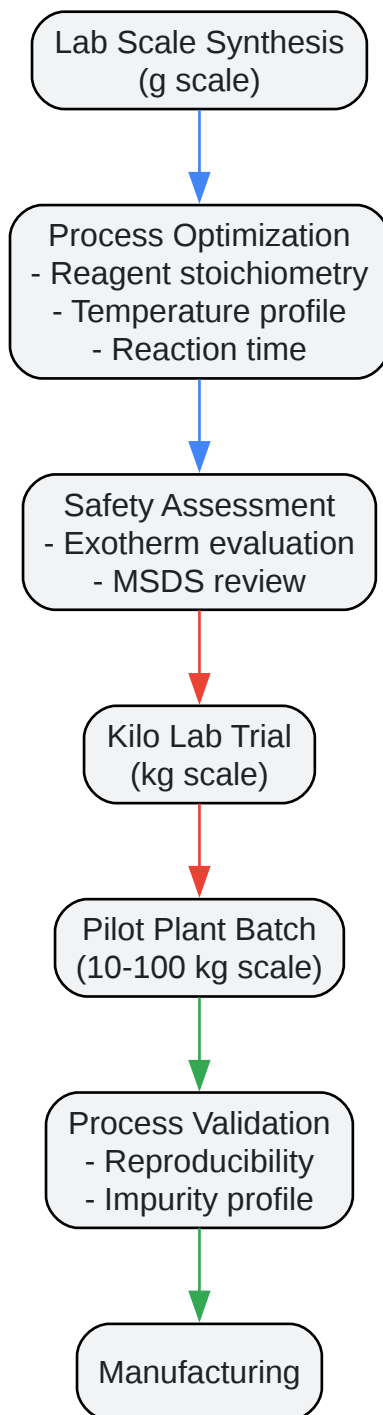 Lab Scale Synthesis
(g scale)
Process Optimization
- Reagent stoichiometry
- Temperature profile
- Reaction time
Safety Assessment
- Exotherm evaluation
- MSDS review
Kilo Lab Trial
(kg scale)
Pilot Plant Batch
(10-100 kg scale)
Process Validation
- Reproducibility
- Impurity profile
Manufacturing